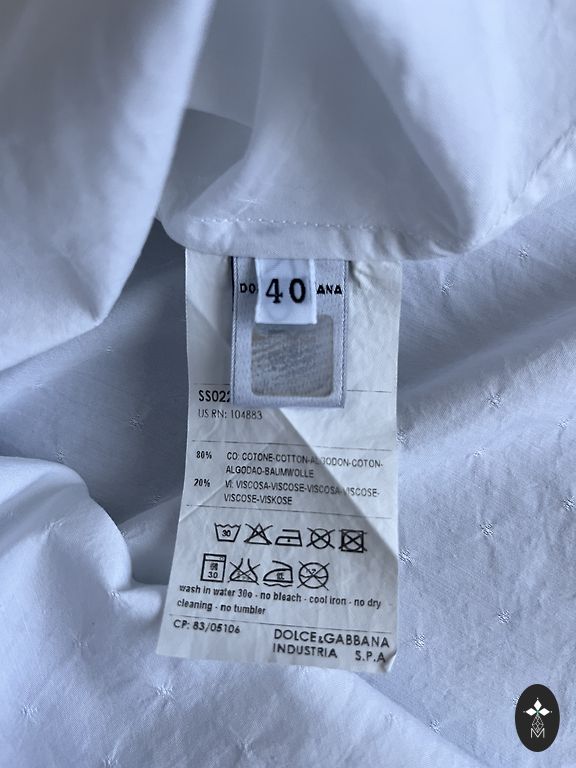 DO
40
ANA
SS022
US RN: 104883
80% CO: COTONE-COTTON-ALGODON-COTON-
ALGODAO-BAUMWOLLE
20% VI: VISCOSA-VISCOSE-VISCOSA-VISCOSE-
VISCOSE-VISKOSE
30
30
wash in water 30o - no bleach - cool iron - no dry
cleaning - no tumbler
CP: 83/05106
DOLCE&GABBANA
INDUSTRIA S.P.A
M